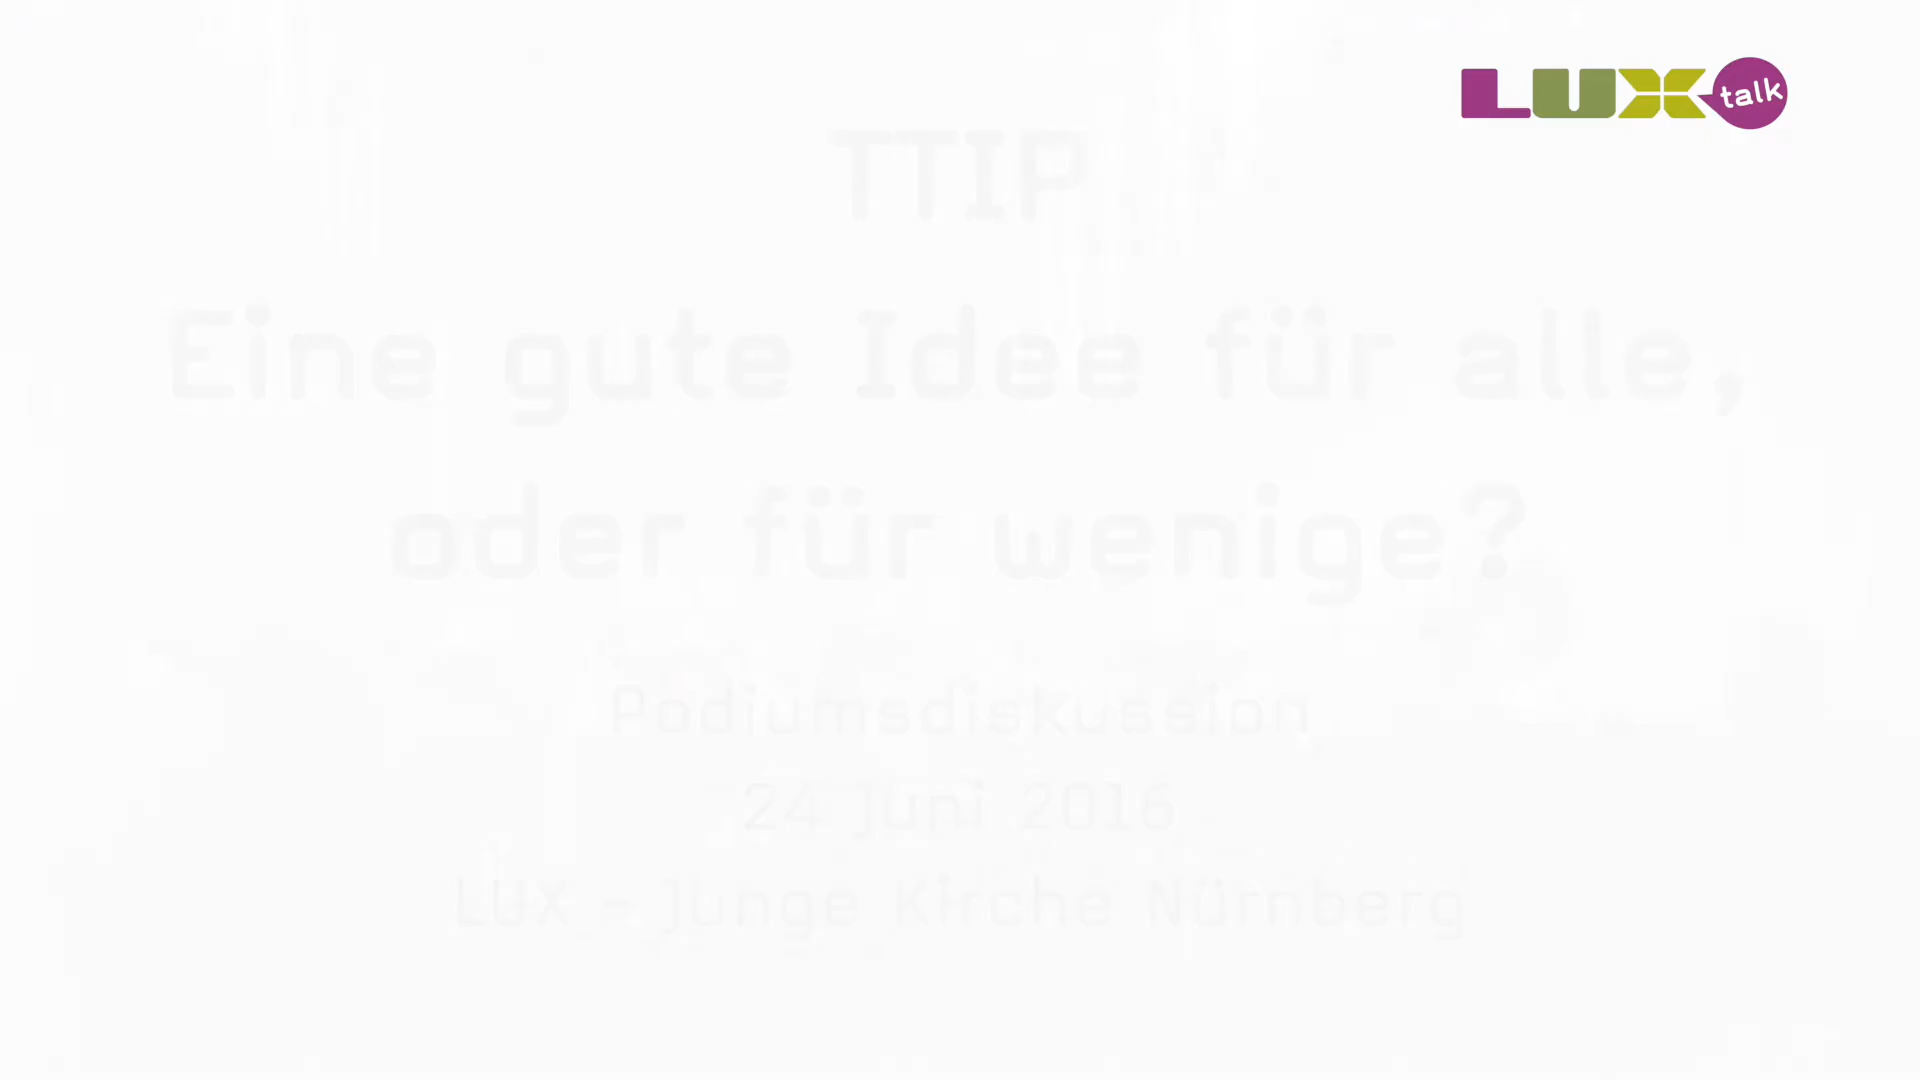 LUX talk
TTIP
Eine gute Idee für alle,
oder für wenige?
Podiumsdiskussion
24 Juni 2016
LUX - Junge Kirche Nürnberg